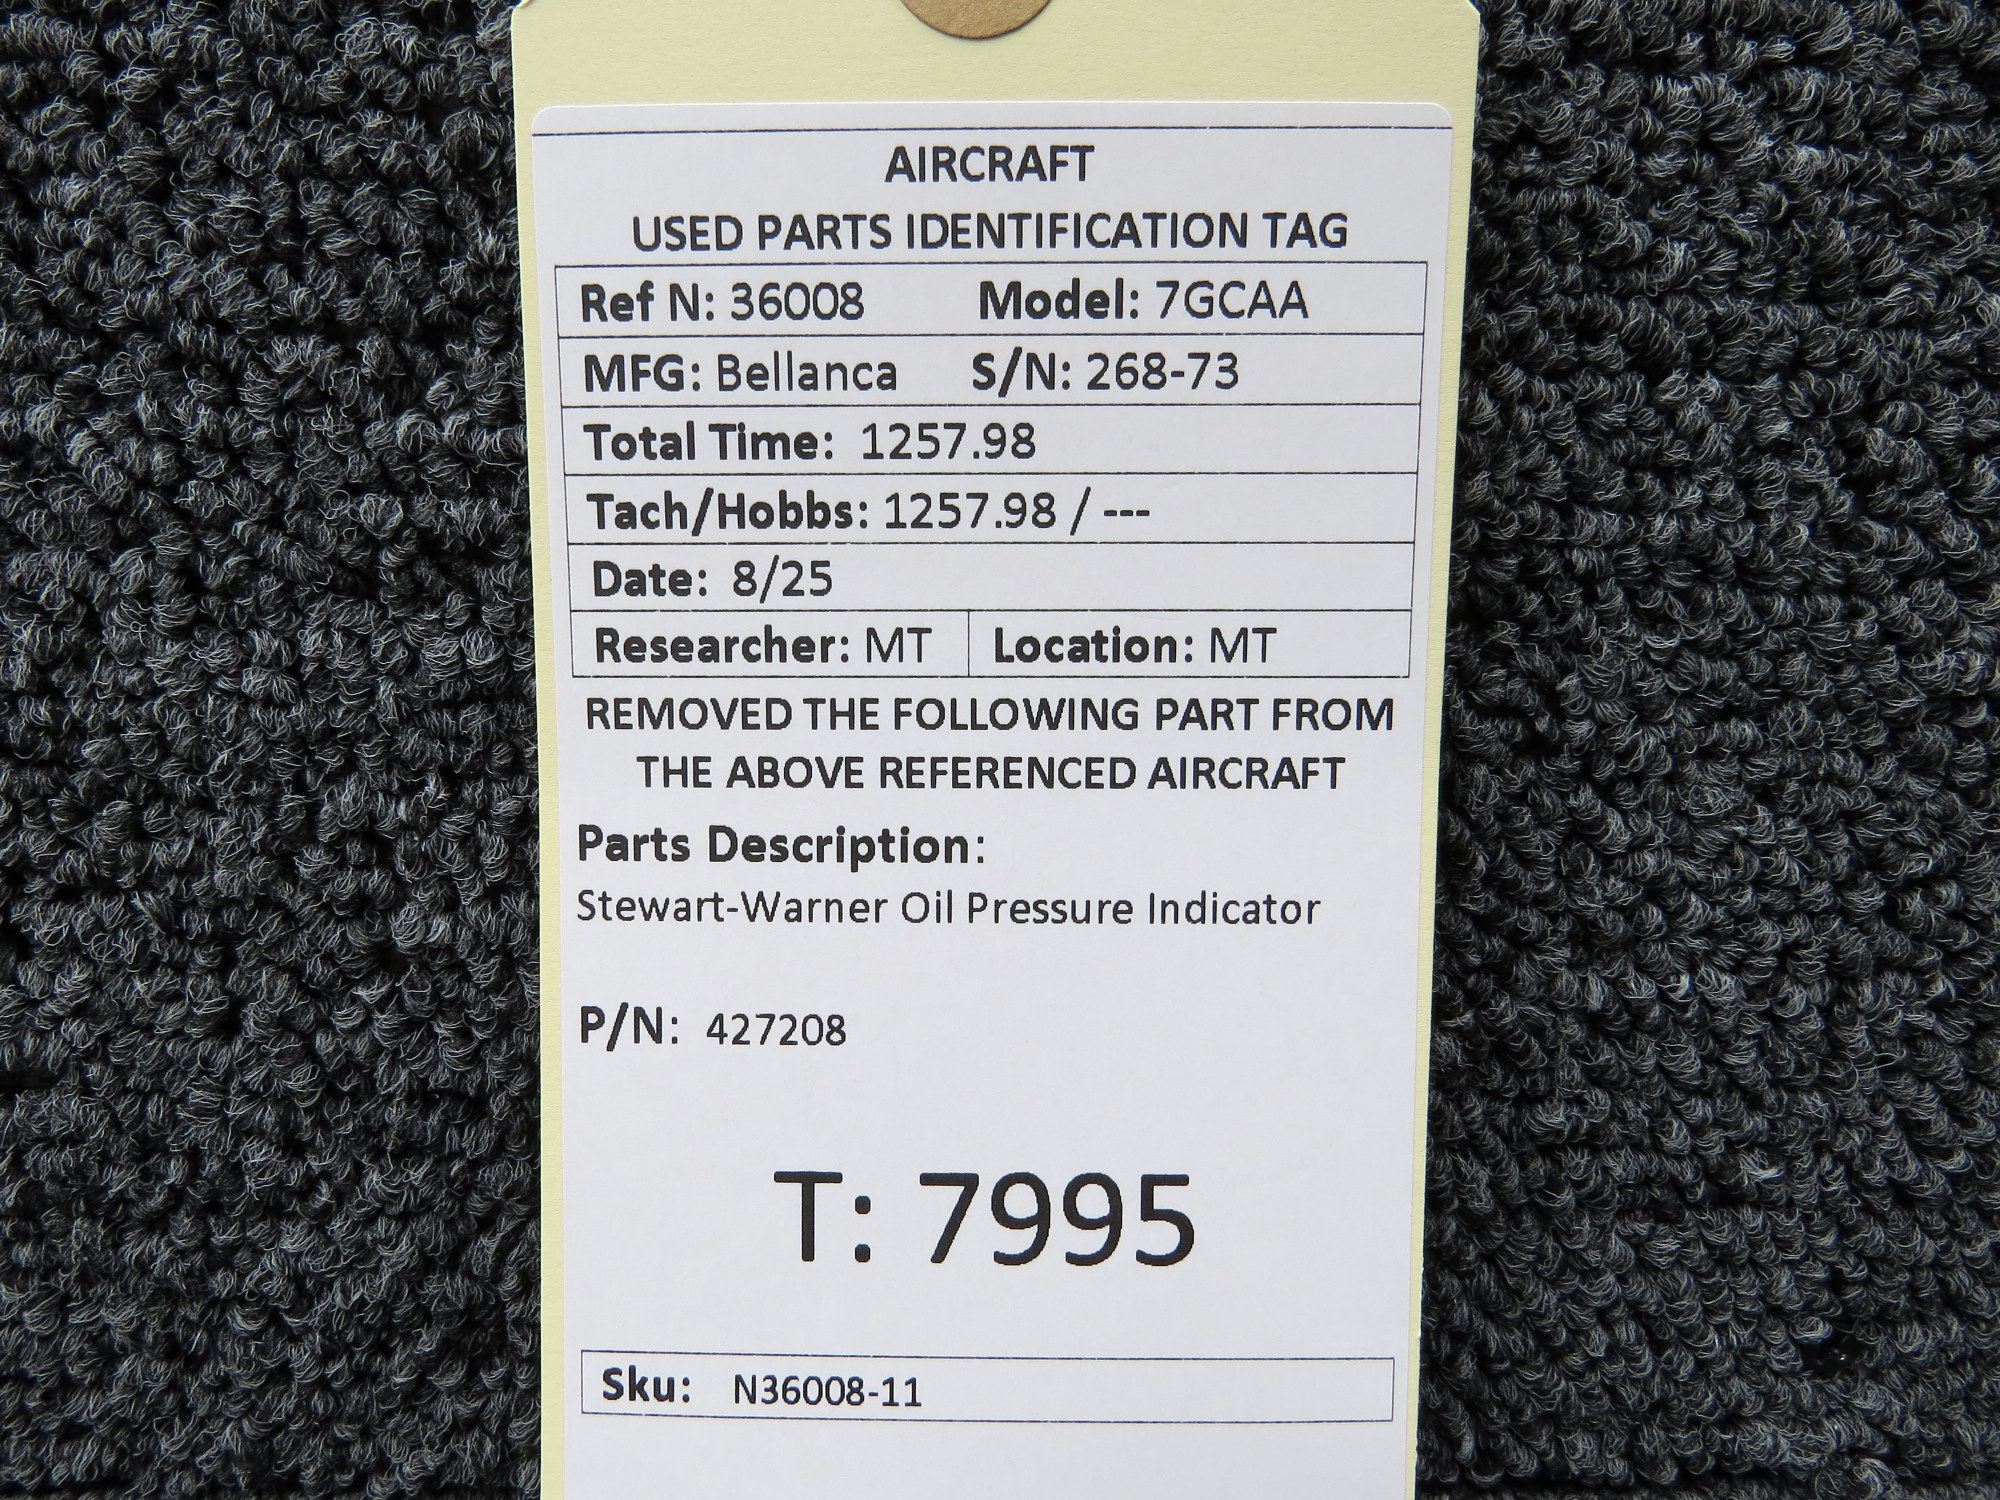 AIRCRAFT
USED PARTS IDENTIFICATION TAG
Ref N: 36008 Model: 7GCAA
MFG: Bellanca S/N: 268-73
Total Time: 1257.98
Tach/Hobbs: 1257.98 / ---
Date: 8/25
Researcher: MT Location: MT
REMOVED THE FOLLOWING PART FROM
THE ABOVE REFERENCED AIRCRAFT
Parts Description:
Stewart-Warner Oil Pressure Indicator
P/N: 427208
T: 7995
Sku: N36008-11